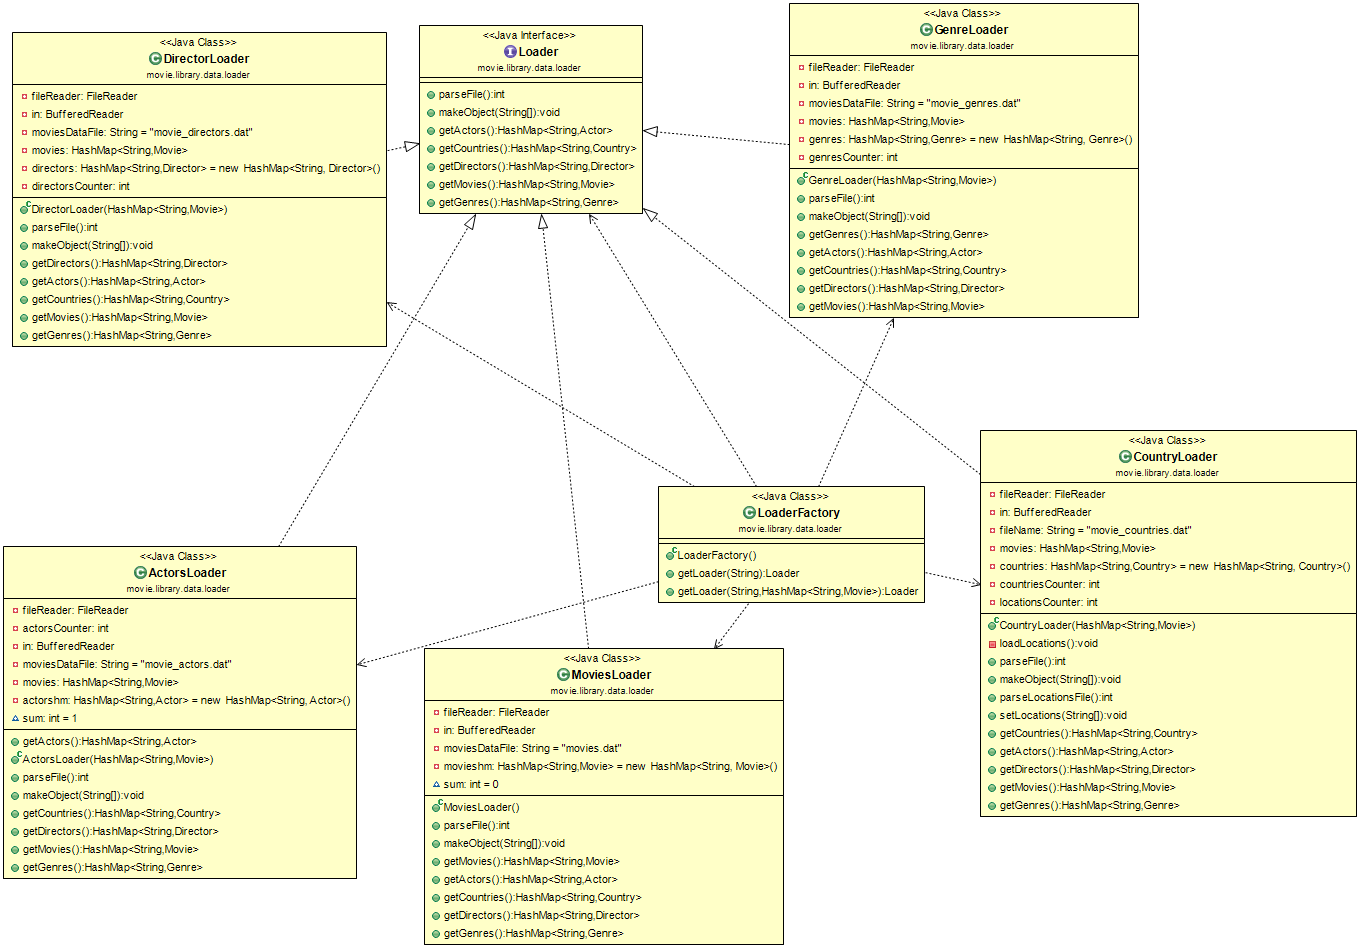 <<Java Class>>
DirectorLoader
movie.library.data.loader
fileReader: FileReader
in: BufferedReader
moviesDataFile: String = "movie_directors.dat"
movies: HashMap<String,Movie>
directors: HashMap<String,Director> = new HashMap<String, Director>()
directorsCounter: int
DirectorLoader(HashMap<String,Movie>)
parseFile():int
makeObject(String[]):void
getDirectors():HashMap<String,Director>
getActors():HashMap<String,Actor>
getCountries():HashMap<String,Country>
getMovies():HashMap<String,Movie>
getGenres():HashMap<String,Genre>
<<Java Interface>>
Loader
movie.library.data.loader
parseFile():int
makeObject(String[]):void
getActors():HashMap<String,Actor>
getCountries():HashMap<String,Country>
getDirectors():HashMap<String,Director>
getMovies():HashMap<String,Movie>
getGenres():HashMap<String,Genre>
<<Java Class>>
GenreLoader
movie.library.data.loader
fileReader: FileReader
in: BufferedReader
moviesDataFile: String = "movie_genres.dat"
movies: HashMap<String,Movie>
genres: HashMap<String,Genre> = new HashMap<String, Genre>()
genresCounter: int
GenreLoader(HashMap<String,Movie>)
parseFile():int
makeObject(String[]):void
getGenres():HashMap<String,Genre>
getActors():HashMap<String,Actor>
getCountries():HashMap<String,Country>
getDirectors():HashMap<String,Director>
getMovies():HashMap<String,Movie>
<<Java Class>>
LoaderFactory
movie.library.data.loader
LoaderFactory()
getLoader(String):Loader
getLoader(String,HashMap<String,Movie>):Loader
<<Java Class>>
CountryLoader
movie.library.data.loader
fileReader: FileReader
in: BufferedReader
fileName: String = "movie_countries.dat"
movies: HashMap<String,Movie>
countries: HashMap<String,Country> = new HashMap<String, Country>()
countriesCounter: int
locationsCounter: int
CountryLoader(HashMap<String,Movie>)
loadLocations():void
parseFile():int
makeObject(String[]):void
parseLocationsFile():int
setLocations(String[]):void
getCountries():HashMap<String,Country>
getActors():HashMap<String,Actor>
getDirectors():HashMap<String,Director>
getMovies():HashMap<String,Movie>
getGenres():HashMap<String,Genre>
<<Java Class>>
ActorsLoader
movie.library.data.loader
fileReader: FileReader
actorsCounter: int
in: BufferedReader
moviesDataFile: String = "movie_actors.dat"
movies: HashMap<String,Movie>
actorshm: HashMap<String,Actor> = new HashMap<String, Actor>()
sum: int = 1
getActors():HashMap<String,Actor>
ActorsLoader(HashMap<String,Movie>)
parseFile():int
makeObject(String[]):void
getCountries():HashMap<String,Country>
getDirectors():HashMap<String,Director>
getMovies():HashMap<String,Movie>
getGenres():HashMap<String,Genre>
<<Java Class>>
MoviesLoader
movie.library.data.loader
fileReader: FileReader
in: BufferedReader
moviesDataFile: String = "movies.dat"
movieshm: HashMap<String,Movie> = new HashMap<String, Movie>()
sum: int = 0
MoviesLoader()
parseFile():int
makeObject(String[]):void
getMovies():HashMap<String,Movie>
getActors():HashMap<String,Actor>
getCountries():HashMap<String,Country>
getDirectors():HashMap<String,Director>
getGenres():HashMap<String,Genre>